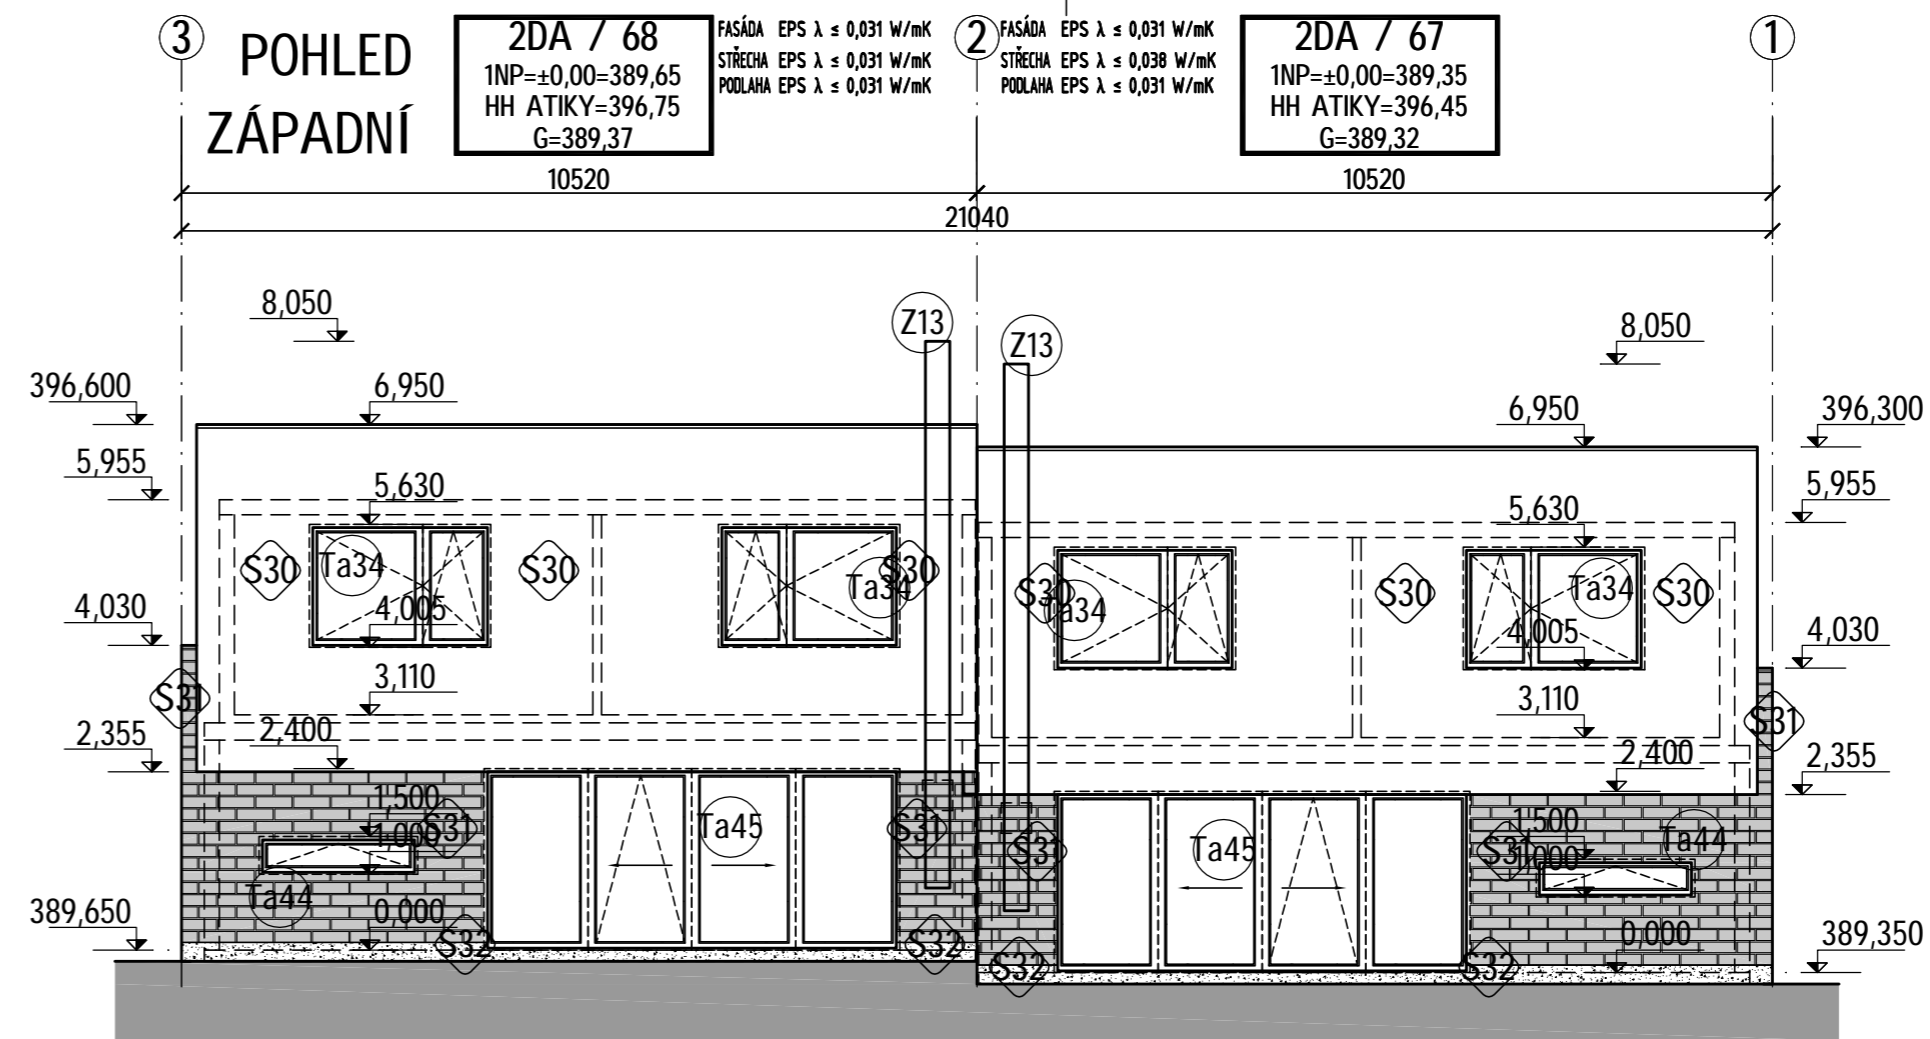 3
POHLED
ZÁPADNÍ
2DA / 68
1NP=±0,00=389,65
HH ATIKY=396,75
G=389,37
FASÁDA EPS λ ≤ 0,031 W/mK
STŘECHA EPS λ ≤ 0,031 W/mK
PODLAHA EPS λ ≤ 0,031 W/mK
2
FASÁDA EPS λ ≤ 0,031 W/mK
STŘECHA EPS λ ≤ 0,038 W/mK
PODLAHA EPS λ ≤ 0,031 W/mK
2DA / 67
1NP=±0,00=389,35
HH ATIKY=396,45
G=389,32
1
10520
10520
21040
8,050
Z13
Z13
8,050
396,600
6,950
6,950
396,300
5,955
5,630
5,630
5,955
S30
Ta34
S30
Ta34
S30
S30
Ta34
S30
Ta34
S30
4,030
4,005
4,005
4,030
S31
3,110
3,110
S31
2,355
2,400
2,400
2,355
1,500
1,000
S31
Ta45
S31
S31
Ta45
S31
1,500
1,000
Ta44
Ta44
389,650
0,000
S32
S32
S32
S32
0,000
389,350